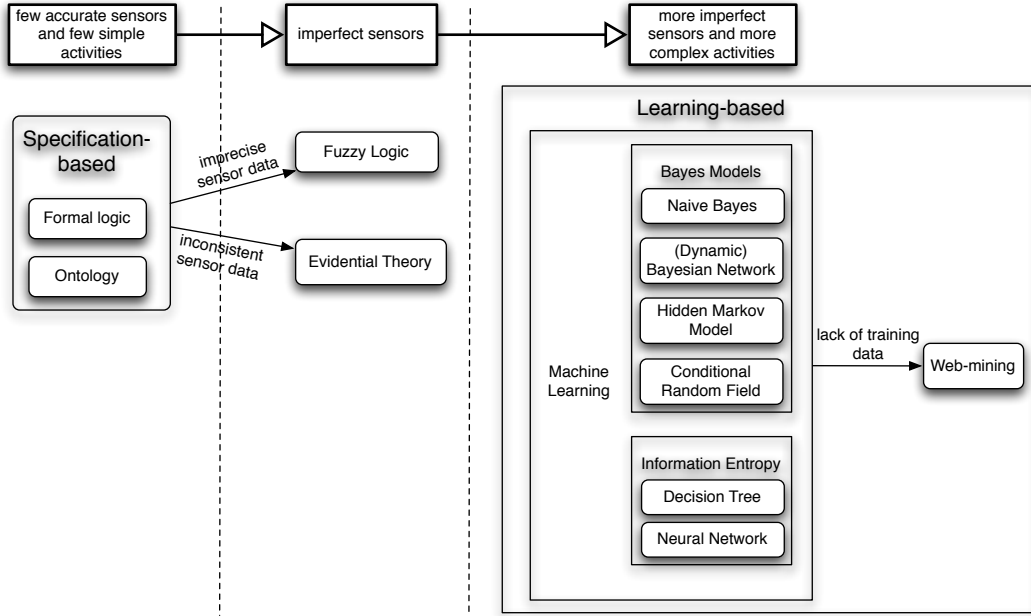 few accurate sensors
and few simple
activities
imperfect sensors
more imperfect
sensors and more
complex activities
Specification-
based
Formal logic
Ontology
imprecise
sensor data
inconsistent
sensor data
Fuzzy Logic
Evidential Theory
Learning-based
Machine
Learning
Bayes Models
Naive Bayes
(Dynamic)
Bayesian Network
Hidden Markov
Model
Conditional
Random Field
Information Entropy
Decision Tree
Neural Network
lack of training
data
Web-mining